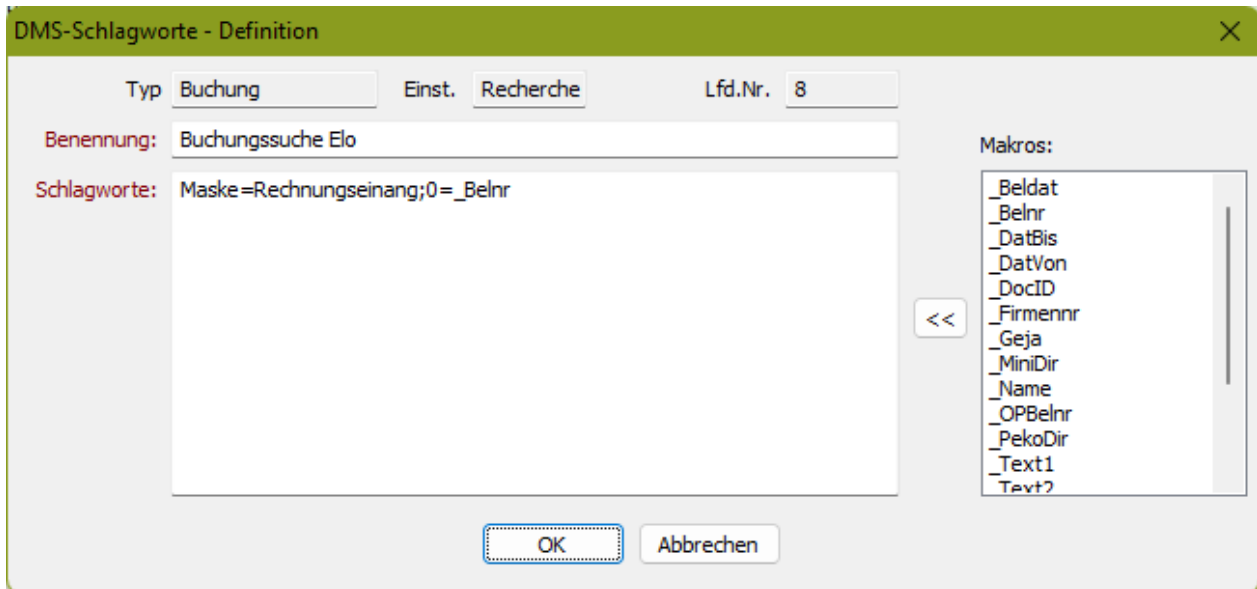 DMS-Schlagworte - Definition
Typ Buchung Einst. Recherche Lfd.Nr. 8
Benennung: Buchungssuche Elo
Makros:
Schlagworte: Maske=Rechnungseinang;0=_Belnr
_Beldat
_Belnr
_DatBis
_DatVon
_DocID
<< _Firmennr
_Geja
_MiniDir
_Name
_OPBelnr
_PekoDir
_Text1
_Text2
OK Abbrechen